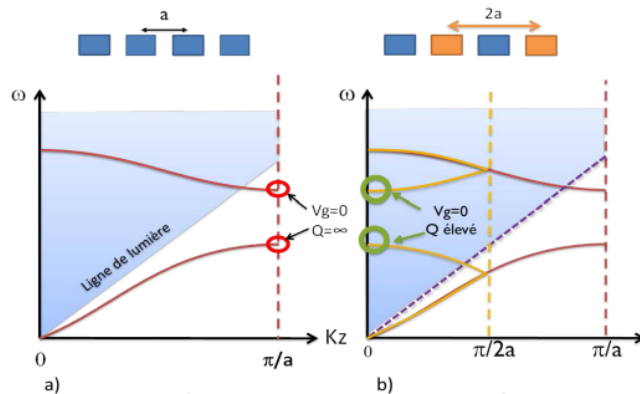 a
2a
ω
ω
Vg=0
Q=∞
Vg=0
Q élevé
Ligne de lumière
0
π/a
Kz
0
π/2a
π/a
a)
b)